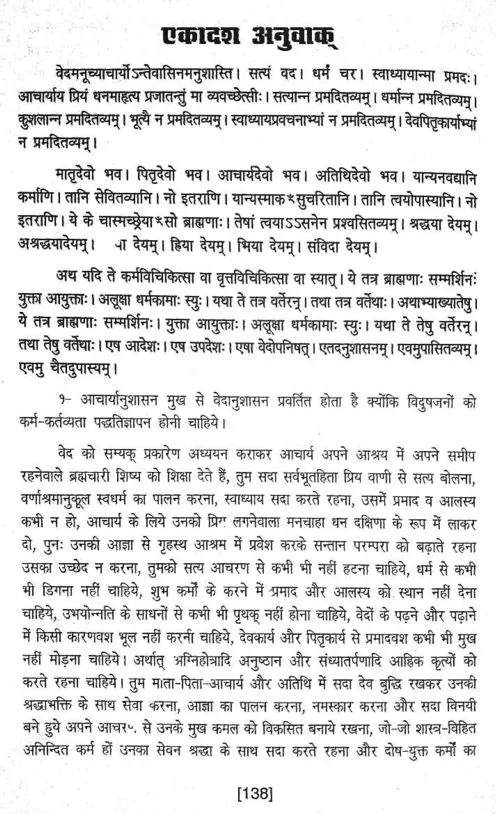 एकादश अनुवाक्
वेदमनूच्याचार्योऽन्तेवासिनमनुशास्ति। सत्यं वद। धर्मं चर। स्वाध्यायान्मा प्रमदः।
आचार्याय प्रियं धनमाहृत्य प्रजातन्तुं मा व्यवच्छेत्सीः। सत्यान्न प्रमदितव्यम्। धर्मान्न प्रमदितव्यम्।
कुशलान्न प्रमदितव्यम्। भूत्यै न प्रमदितव्यम्। स्वाध्यायप्रवचनाभ्यां न प्रमदितव्यम्। देवपितृकार्याभ्यां
न प्रमदितव्यम्।
मातृदेवो भव। पितृदेवो भव। आचार्यदेवो भव। अतिथिदेवो भव। यान्यनवद्यानि
कर्माणि। तानि सेवितव्यानि। नो इतराणि। यान्यस्माकꣳसुचरितानि। तानि त्वयोपास्यानि। नो
इतराणि। ये के चास्मच्छ्रेयाꣳसो ब्राह्मणाः। तेषां त्वयाऽऽसनेन प्रश्वसितव्यम्। श्रद्धया देयम्।
अश्रद्धयादेयम्। देयम्। ह्रिया देयम्। भिया देयम्। संविदा देयम्।
अथ यदि ते कर्मविचिकित्सा वा वृत्तविचिकित्सा वा स्यात्। ये तत्र ब्राह्मणाः सम्मर्शिनः
युक्ता आयुक्ताः। अलूक्षा धर्मकामाः स्युः। यथा ते तत्र वर्तेरन्। तथा तत्र वर्तेथाः। अथाभ्याख्यातेषु।
ये तत्र ब्राह्मणाः सम्मर्शिनः। युक्ता आयुक्ताः। अलूक्षा धर्मकामाः स्युः। यथा ते तेषु वर्तेरन्।
तथा तेषु वर्तेथाः। एष आदेशः। एष उपदेशः। एषा वेदोपनिषत्। एतदनुशासनम्। एवमुपासितव्यम्।
एवमु चैतदुपास्यम्।
१- आचार्यानुशासन मुख से वेदानुशासन प्रवर्तित होता है क्योंकि विदुषजनों को
कर्म-कर्तव्यता पद्धतिज्ञापन होनी चाहिये।
वेद को सम्यक् प्रकारेण अध्ययन कराकर आचार्य अपने आश्रय में अपने समीप
रहनेवाले ब्रह्मचारी शिष्य को शिक्षा देते हैं, तुम सदा सर्वभूतहिता प्रिय वाणी से सत्य बोलना,
वर्णाश्रमानुकूल स्वधर्म का पालन करना, स्वाध्याय सदा करते रहना, उसमें प्रमाद व आलस्य
कभी न हो, आचार्य के लिये उनको प्रिय लगनेवाला मनचाहा धन दक्षिणा के रूप में लाकर
दो, पुनः उनकी आज्ञा से गृहस्थ आश्रम में प्रवेश करके सन्तान परम्परा को बढ़ाते रहना
उसका उच्छेद न करना, तुमको सत्य आचरण से कभी भी नहीं हटना चाहिये, धर्म से कभी
भी डिगना नहीं चाहिये, शुभ कर्मों के करने में प्रमाद और आलस्य को स्थान नहीं देना
चाहिये, उभयोन्नति के साधनों से कभी भी पृथक् नहीं होना चाहिये, वेदों के पढ़ने और पढ़ाने
में किसी कारणवश भूल नहीं करनी चाहिये, देवकार्य और पितृकार्य से प्रमादवश कभी भी मुख
नहीं मोड़ना चाहिये। अर्थात् अग्निहोत्रादि अनुष्ठान और संध्यातर्पणादि आह्निक कृत्यों को
करते रहना चाहिये। तुम माता-पिता-आचार्य और अतिथि में सदा देव बुद्धि रखकर उनकी
श्रद्धाभक्ति के साथ सेवा करना, आज्ञा का पालन करना, नमस्कार करना और सदा विनयी
बने हुये अपने आचरण से उनके मुख कमल को विकसित बनाये रखना, जो-जो शास्त्र-विहित
अनिन्दित कर्म हों उनका सेवन श्रद्धा के साथ सदा करते रहना और दोष-युक्त कर्मों का
[138]